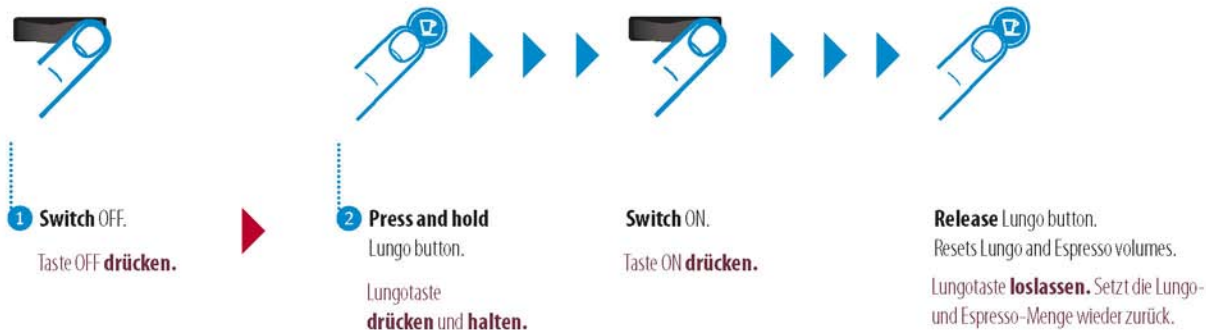 1 Switch OFF.
Taste OFF drücken.
2 Press and hold
Lungo button.
Lungotaste
drücken und halten.
Switch ON.
Taste ON drücken.
Release Lungo button.
Resets Lungo and Espresso volumes.
Lungotaste loslassen. Setzt die Lungo-
und Espresso-Menge wieder zurück.